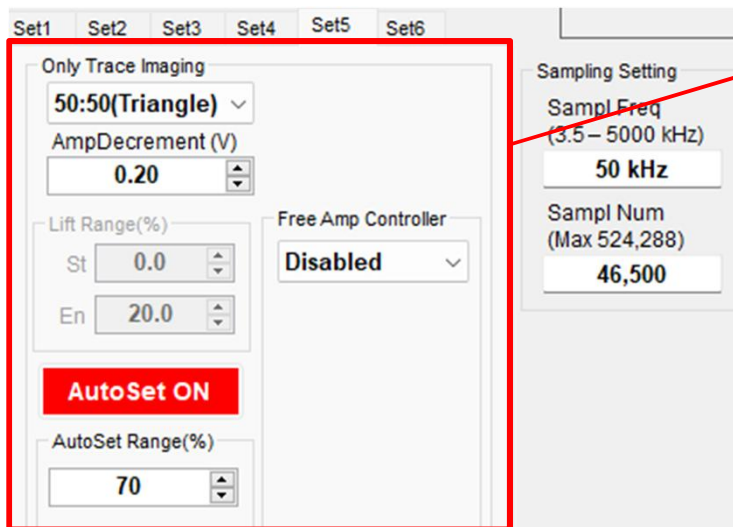 Set1 Set2 Set3 Set4 Set5 Set6
Only Trace Imaging
50:50(Triangle)
AmpDecrement (V)
0.20
Lift Range(%)
St 0.0
En 20.0
AutoSet ON
AutoSet Range(%)
70
Free Amp Controller
Disabled
Sampling Setting
Sampl Freq
(3.5 – 5000 kHz)
50 kHz
Sampl Num
(Max 524,288)
46,500